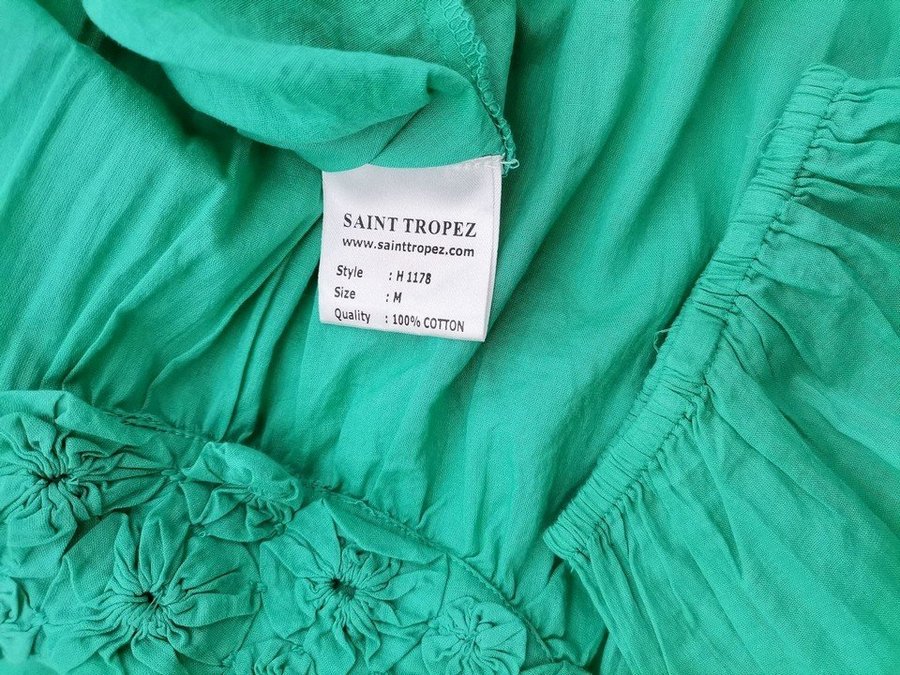 SAINT TROPEZ
www.sainttropez.com
Style : H 1178
Size : M
Quality : 100% COTTON